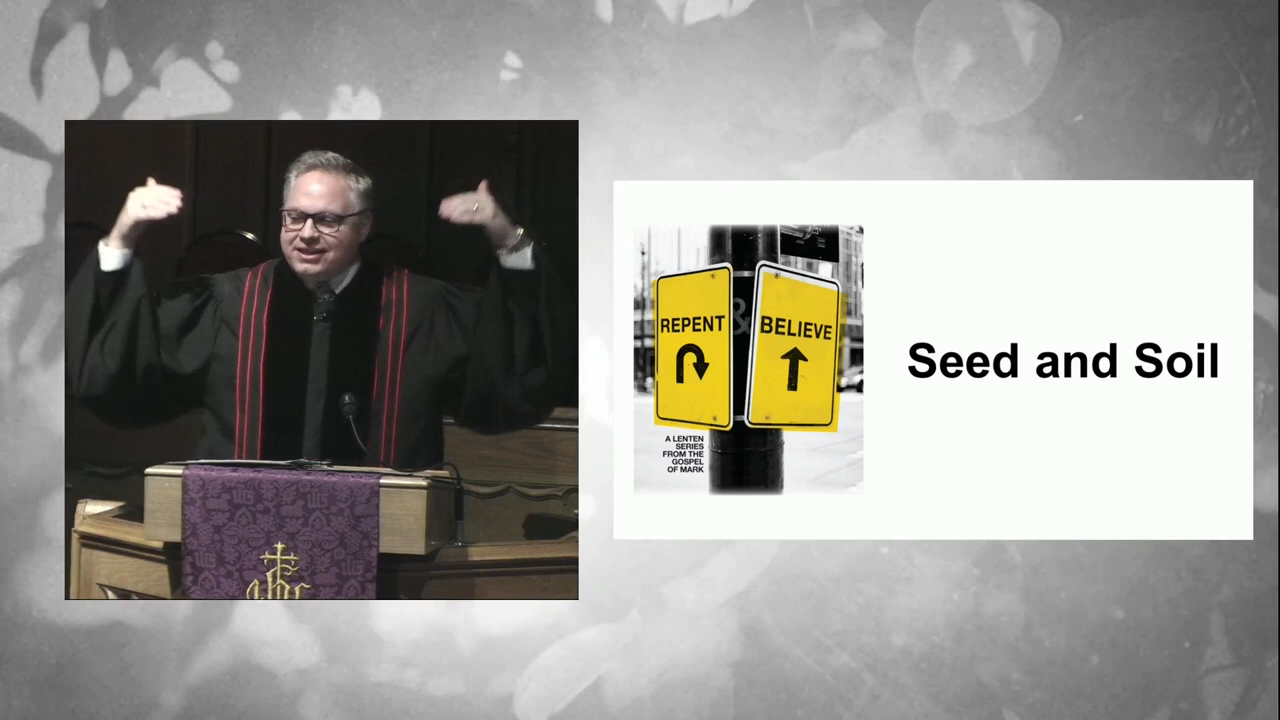 REPENT
&
BELIEVE
A LENTEN
SERIES
FROM THE
GOSPEL
OF MARK
Seed and Soil